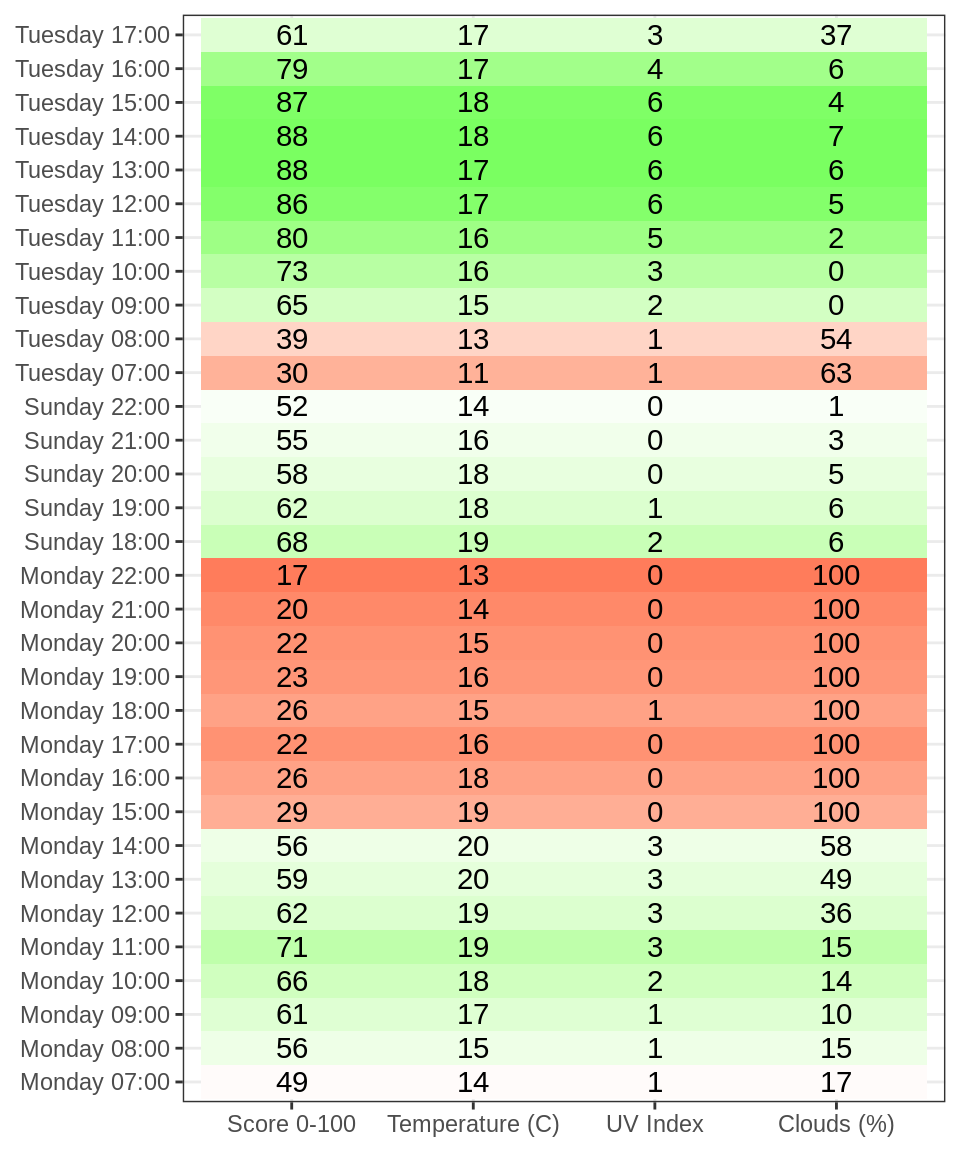 Tuesday 17:00 61 17 3 37
Tuesday 16:00 79 17 4 6
Tuesday 15:00 87 18 6 4
Tuesday 14:00 88 18 6 7
Tuesday 13:00 88 17 6 6
Tuesday 12:00 86 17 6 5
Tuesday 11:00 80 16 5 2
Tuesday 10:00 73 16 3 0
Tuesday 09:00 65 15 2 0
Tuesday 08:00 39 13 1 54
Tuesday 07:00 30 11 1 63
Sunday 22:00 52 14 0 1
Sunday 21:00 55 16 0 3
Sunday 20:00 58 18 0 5
Sunday 19:00 62 18 1 6
Sunday 18:00 68 19 2 6
Monday 22:00 17 13 0 100
Monday 21:00 20 14 0 100
Monday 20:00 22 15 0 100
Monday 19:00 23 16 0 100
Monday 18:00 26 15 1 100
Monday 17:00 22 16 0 100
Monday 16:00 26 18 0 100
Monday 15:00 29 19 0 100
Monday 14:00 56 20 3 58
Monday 13:00 59 20 3 49
Monday 12:00 62 19 3 36
Monday 11:00 71 19 3 15
Monday 10:00 66 18 2 14
Monday 09:00 61 17 1 10
Monday 08:00 56 15 1 15
Monday 07:00 49 14 1 17
Score 0-100 Temperature (C) UV Index Clouds (%)